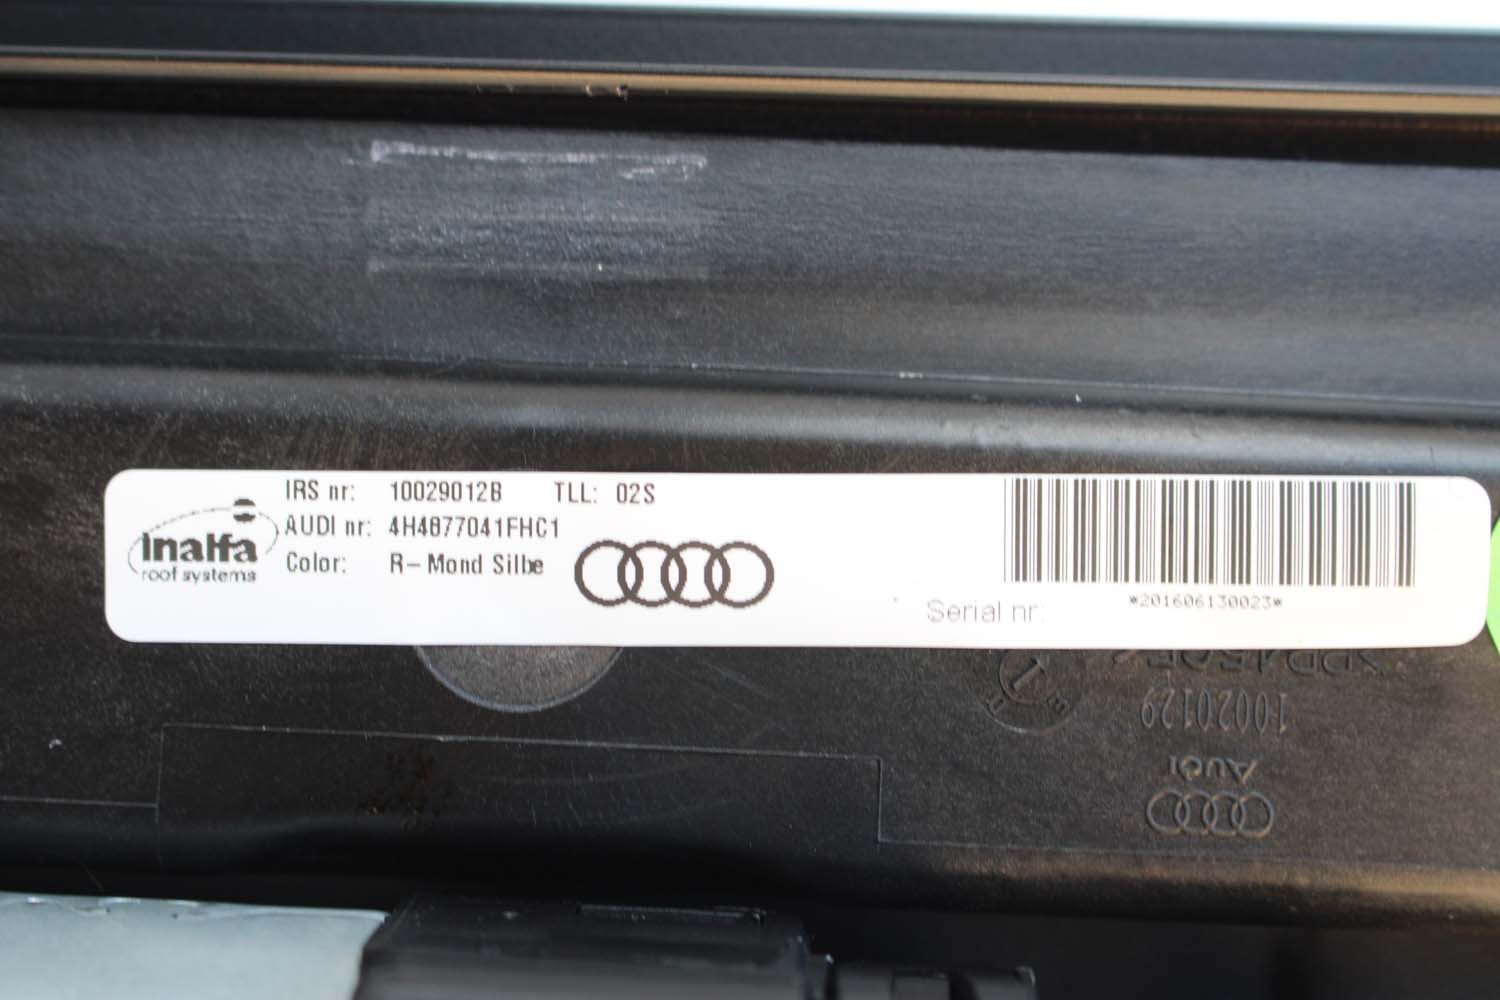 Inalfa
roof systems
IRS nr: 10029012B TLL: 02S
AUDI nr: 4H4877041FHC1
Color: R-Mond Silbe
Serial nr:
*201606130023*
10020129
Audi